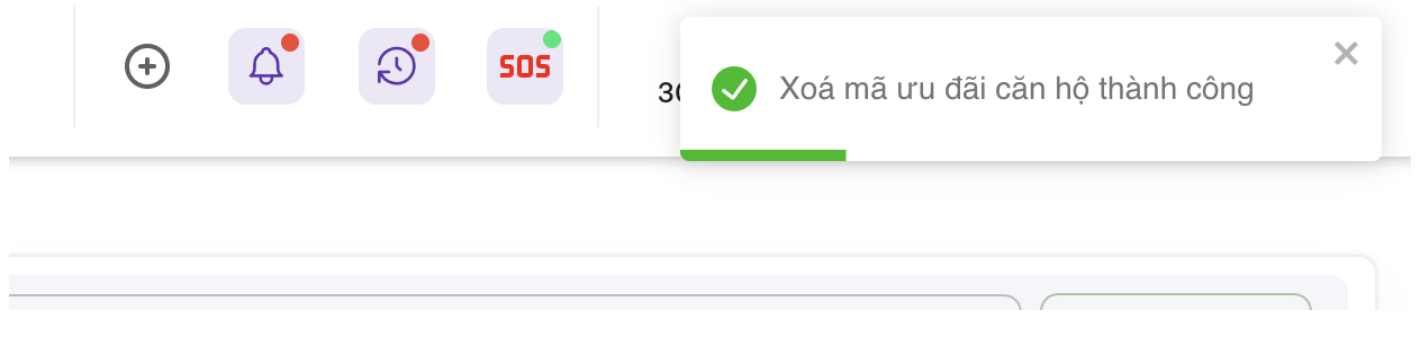 SOS
Xoá mã ưu đãi căn hộ thành công